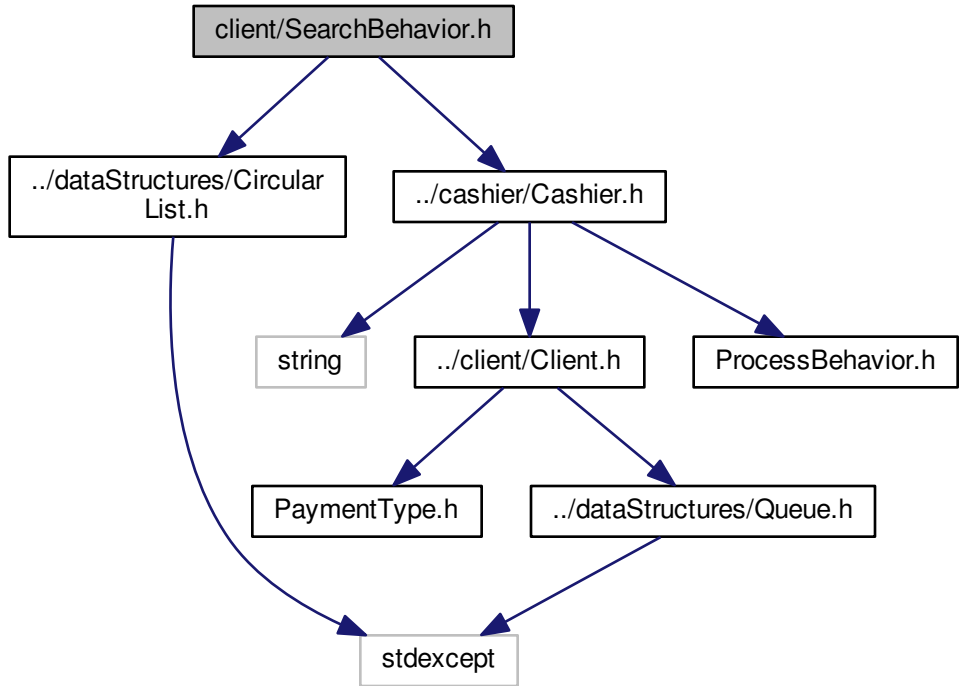 client/SearchBehavior.h
../dataStructures/Circular
List.h
../cashier/Cashier.h
string
../client/Client.h
ProcessBehavior.h
PaymentType.h
../dataStructures/Queue.h
stdexcept